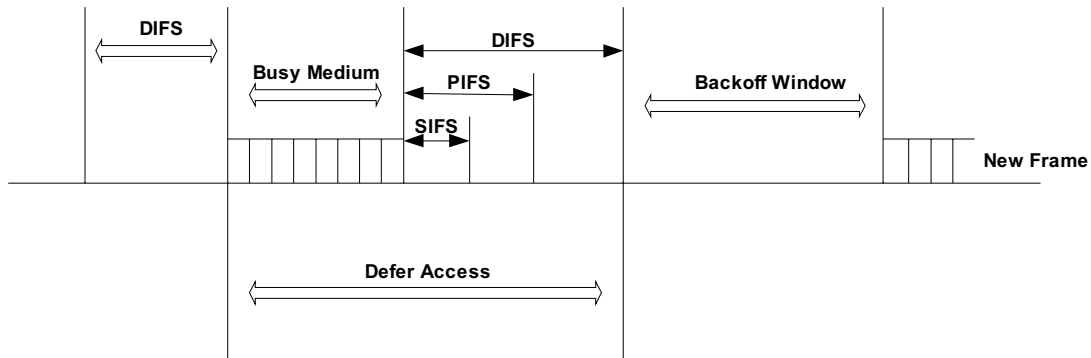 DIFS
DIFS
Busy Medium
PIFS
Backoff Window
SIFS
New Frame
Defer Access